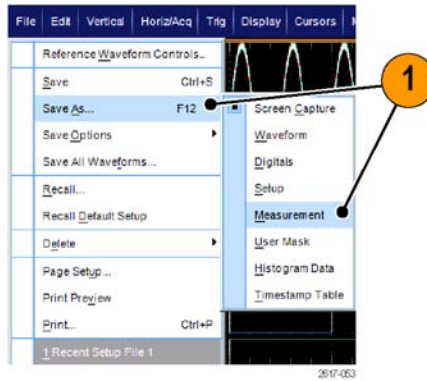 File Edit Vertical Horiz/Acq Trig Display Cursors
Reference Waveform Controls...
Save Ctrl+S
Save As... F12
Save Options
Save All Waveforms...
Recall...
Recall Default Setup
Delete
Page Setup...
Print Preview
Print... Ctrl+P
1 Recent Setup File 1
Screen Capture
Waveform
Digitals
Setup
Measurement
User Mask
Histogram Data
Timestamp Table
1
2617-053